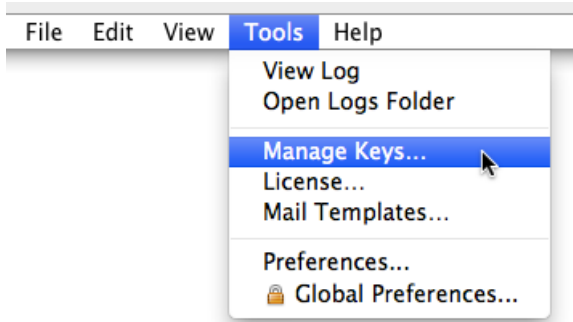 File Edit View Tools Help
View Log
Open Logs Folder
Manage Keys...
License...
Mail Templates...
Preferences...
Global Preferences...